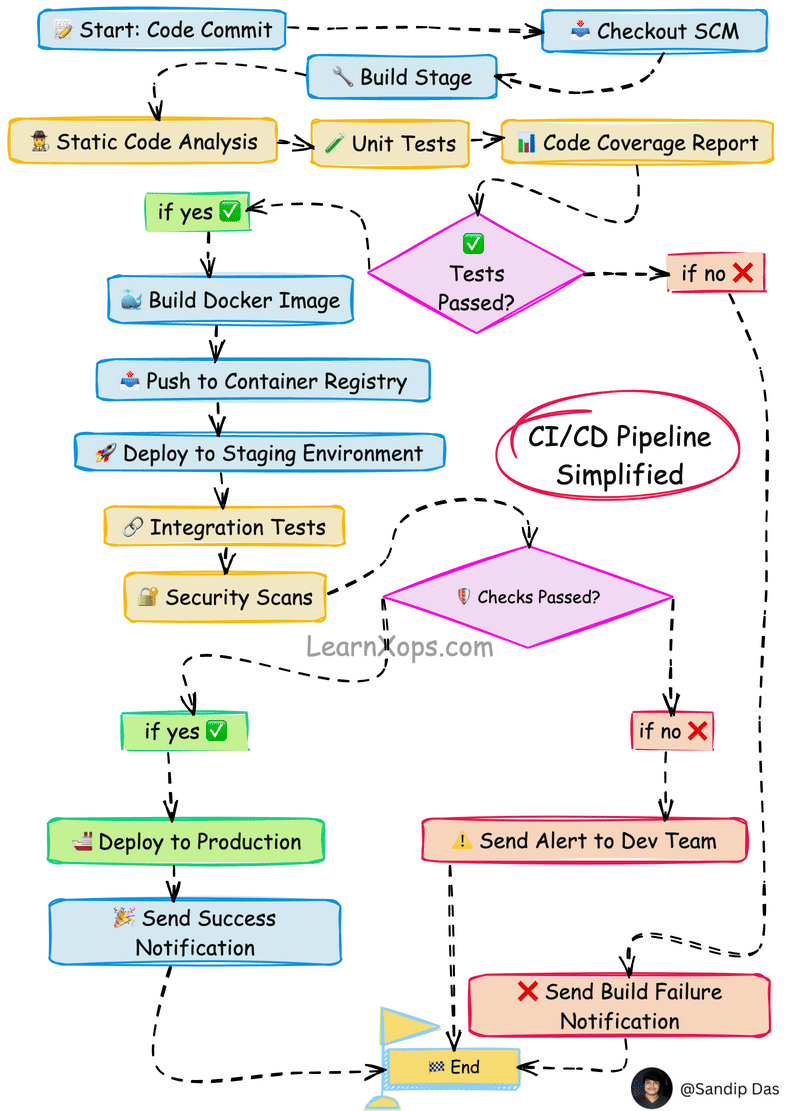 📝 Start: Code Commit
📥 Checkout SCM
🔧 Build Stage
🕵️ Static Code Analysis
🧪 Unit Tests
📊 Code Coverage Report
✅
Tests
Passed?
if yes ✅
if no ❌
🐳 Build Docker Image
📤 Push to Container Registry
🚀 Deploy to Staging Environment
CI/CD Pipeline
Simplified
🔗 Integration Tests
🔐 Security Scans
🛡️ Checks Passed?
LearnXops.com
if yes ✅
if no ❌
🚢 Deploy to Production
⚠️ Send Alert to Dev Team
🎉 Send Success
Notification
❌ Send Build Failure
Notification
🏁 End
@Sandip Das